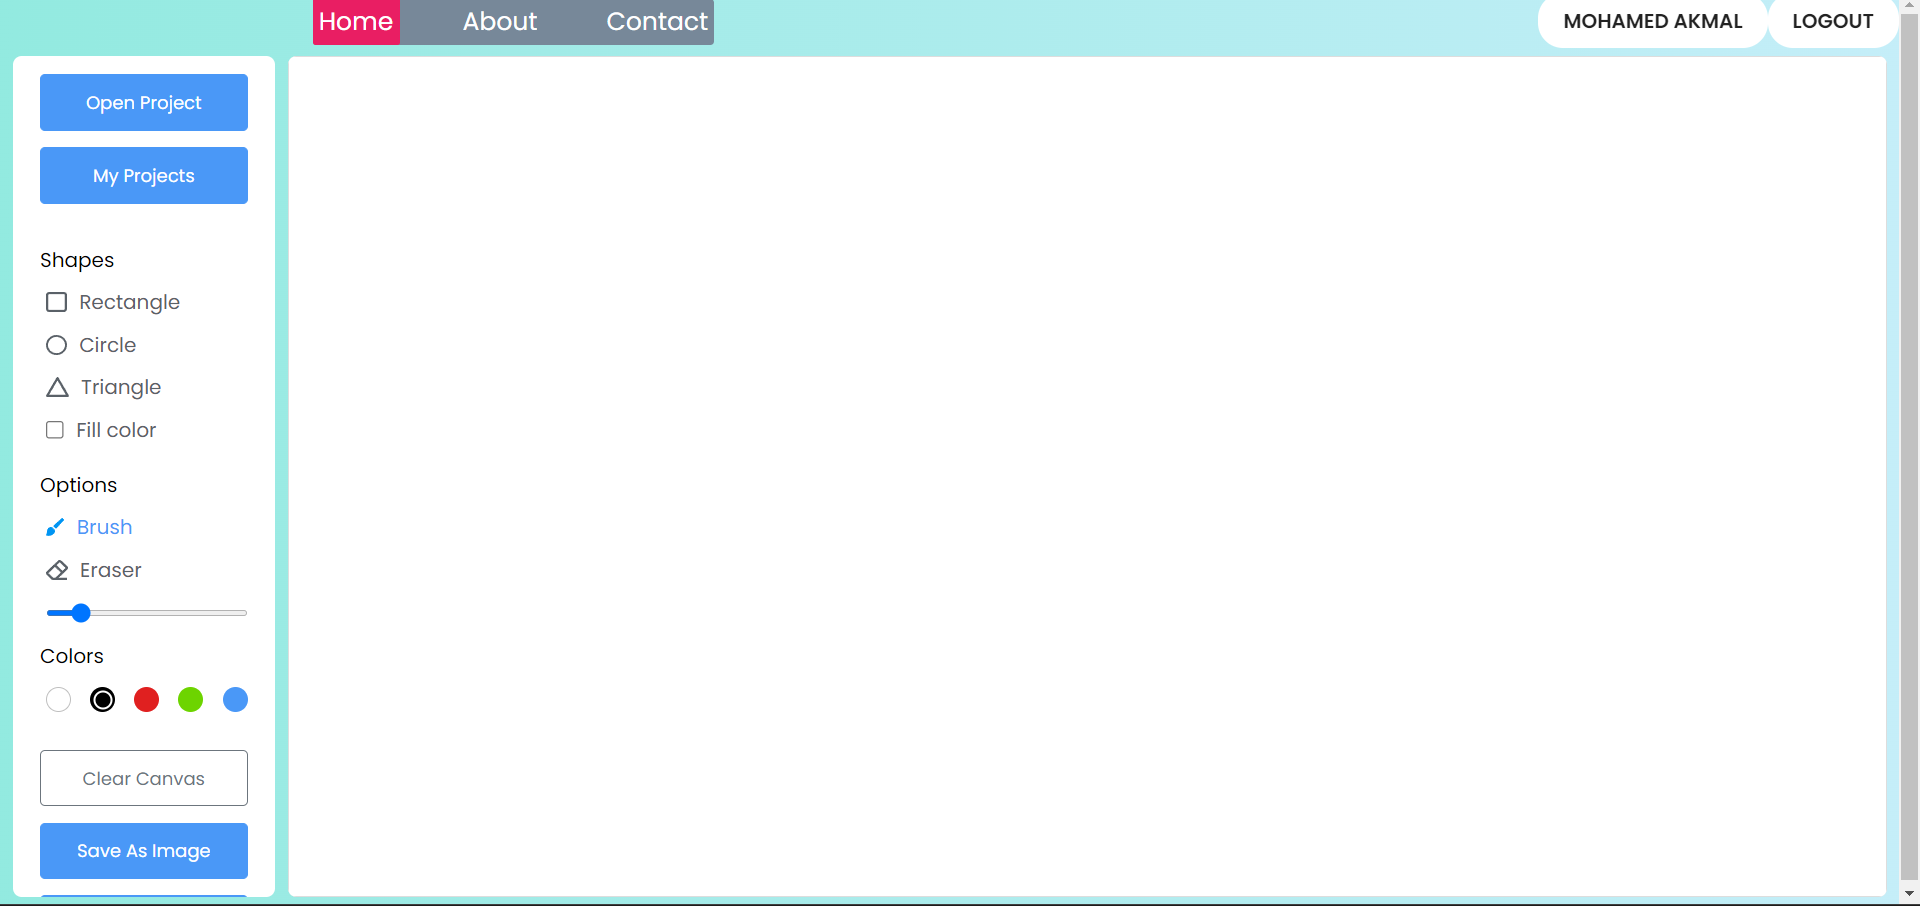 Home About Contact MOHAMED AKMAL LOGOUT
Open Project
My Projects
Shapes
Rectangle
Circle
Triangle
Fill color
Options
Brush
Eraser
Colors
Clear Canvas
Save As Image